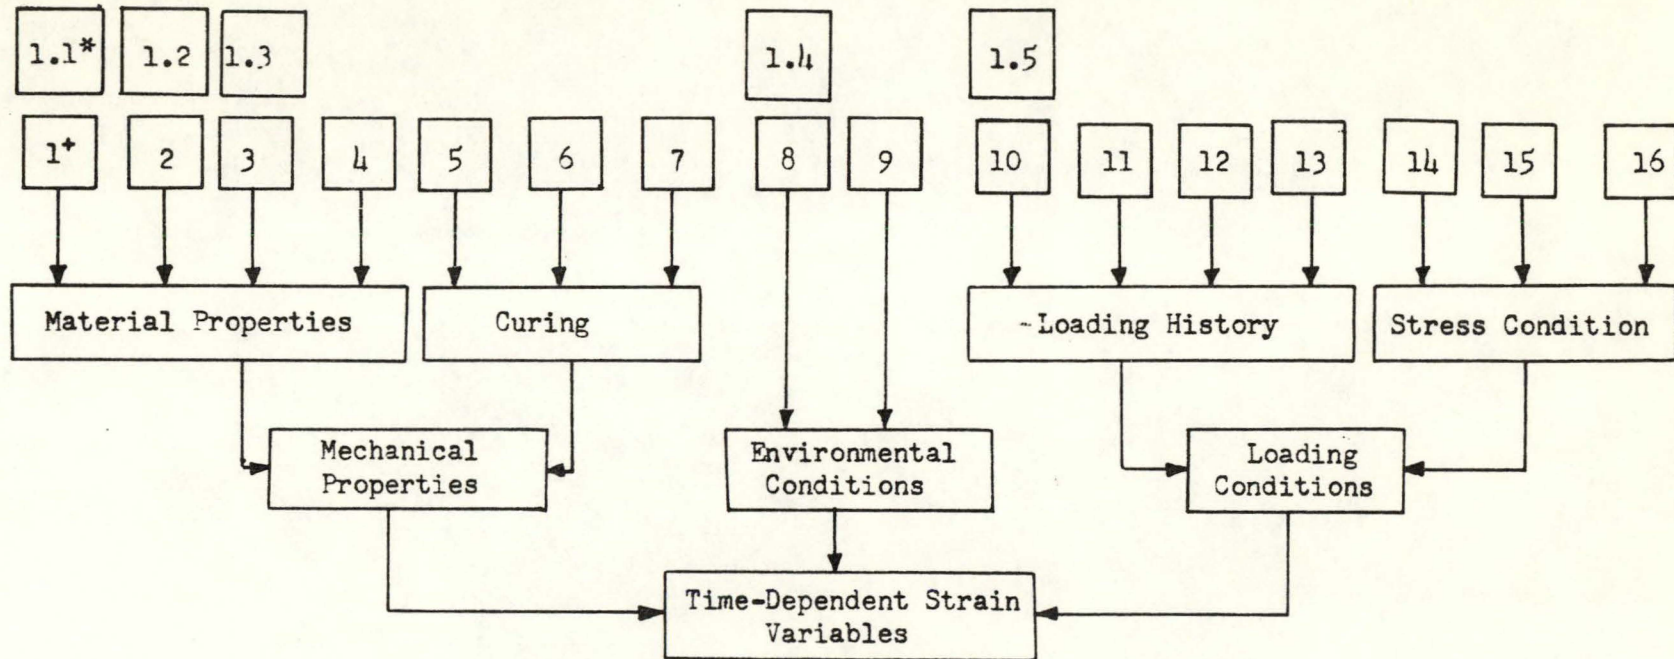 1.1* 1.2 1.3 1.4 1.5
1+ 2 3 4 5 6 7 8 9 10 11 12 13 14 15 16
Material Properties
Curing
-Loading History
Stress Condition
Mechanical
Properties
Environmental
Conditions
Loading
Conditions
Time-Dependent Strain
Variables